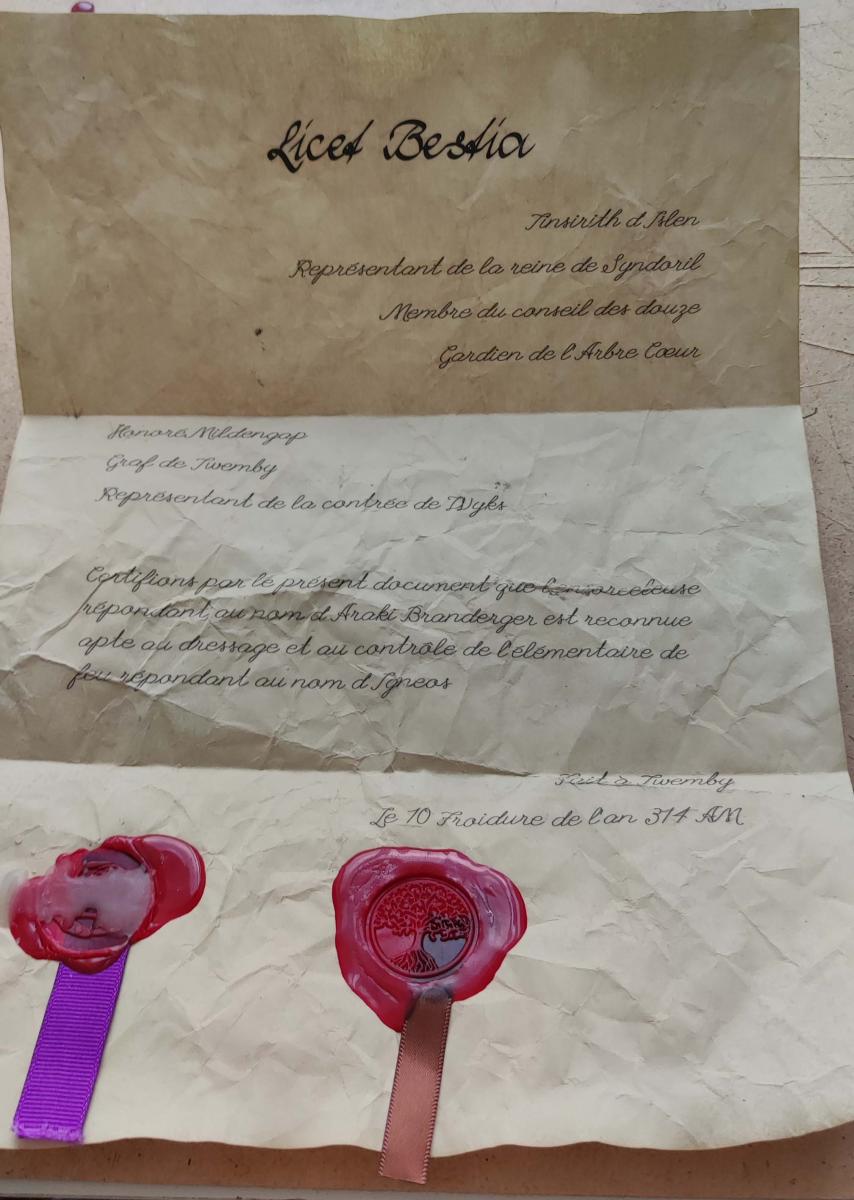 Licet Bestia
Tinsirith d Islen
Représentant de la reine de Syndoril
Membre du conseil des douze
Gardien de l Arbre Cœur
Honoré Mildengap
Graf de Twemby
Représentant de la contrée de Wyks
Certifions par le présent document que l ensorceleuse
répondant au nom d Araki Branderger est reconnue
apte au dressage et au contrôle de l élémentaire de
feu répondant au nom d Igneos
Fait à Twemby
Le 10 Froidure de l an 314 AM